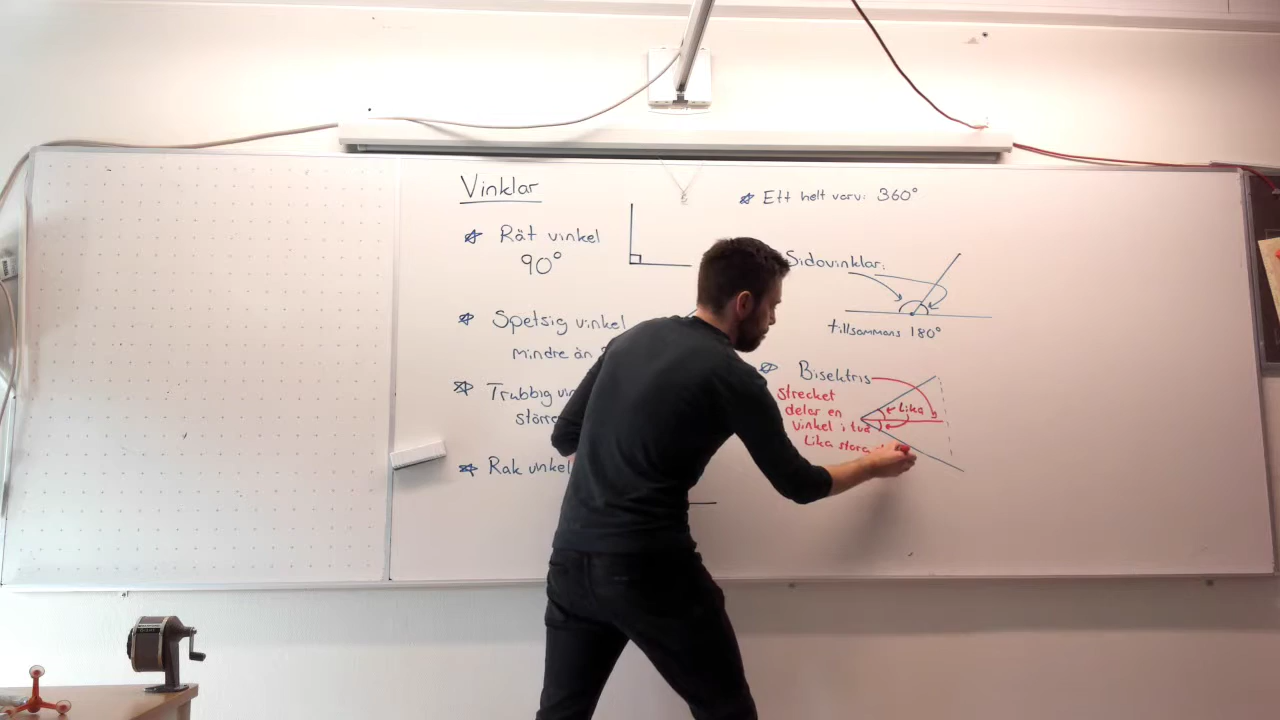 Vinklar
Rät vinkel
90°
Spetsig vinkel
mindre än
Trubbig
större
Rak vinkel
Ett helt varv: 360°
Sidovinklar:
tillsammans 180°
Bisektris
strecket
delar en
vinkel i två
lika stora
lika